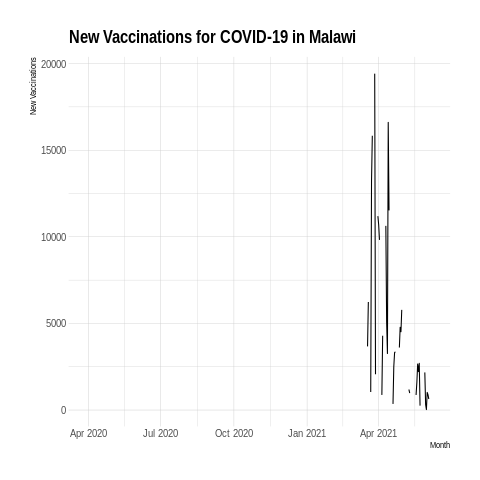 New Vaccinations for COVID-19 in Malawi
New Vaccinations
20000
15000
10000
5000
0
Apr 2020
Jul 2020
Oct 2020
Jan 2021
Apr 2021
Month